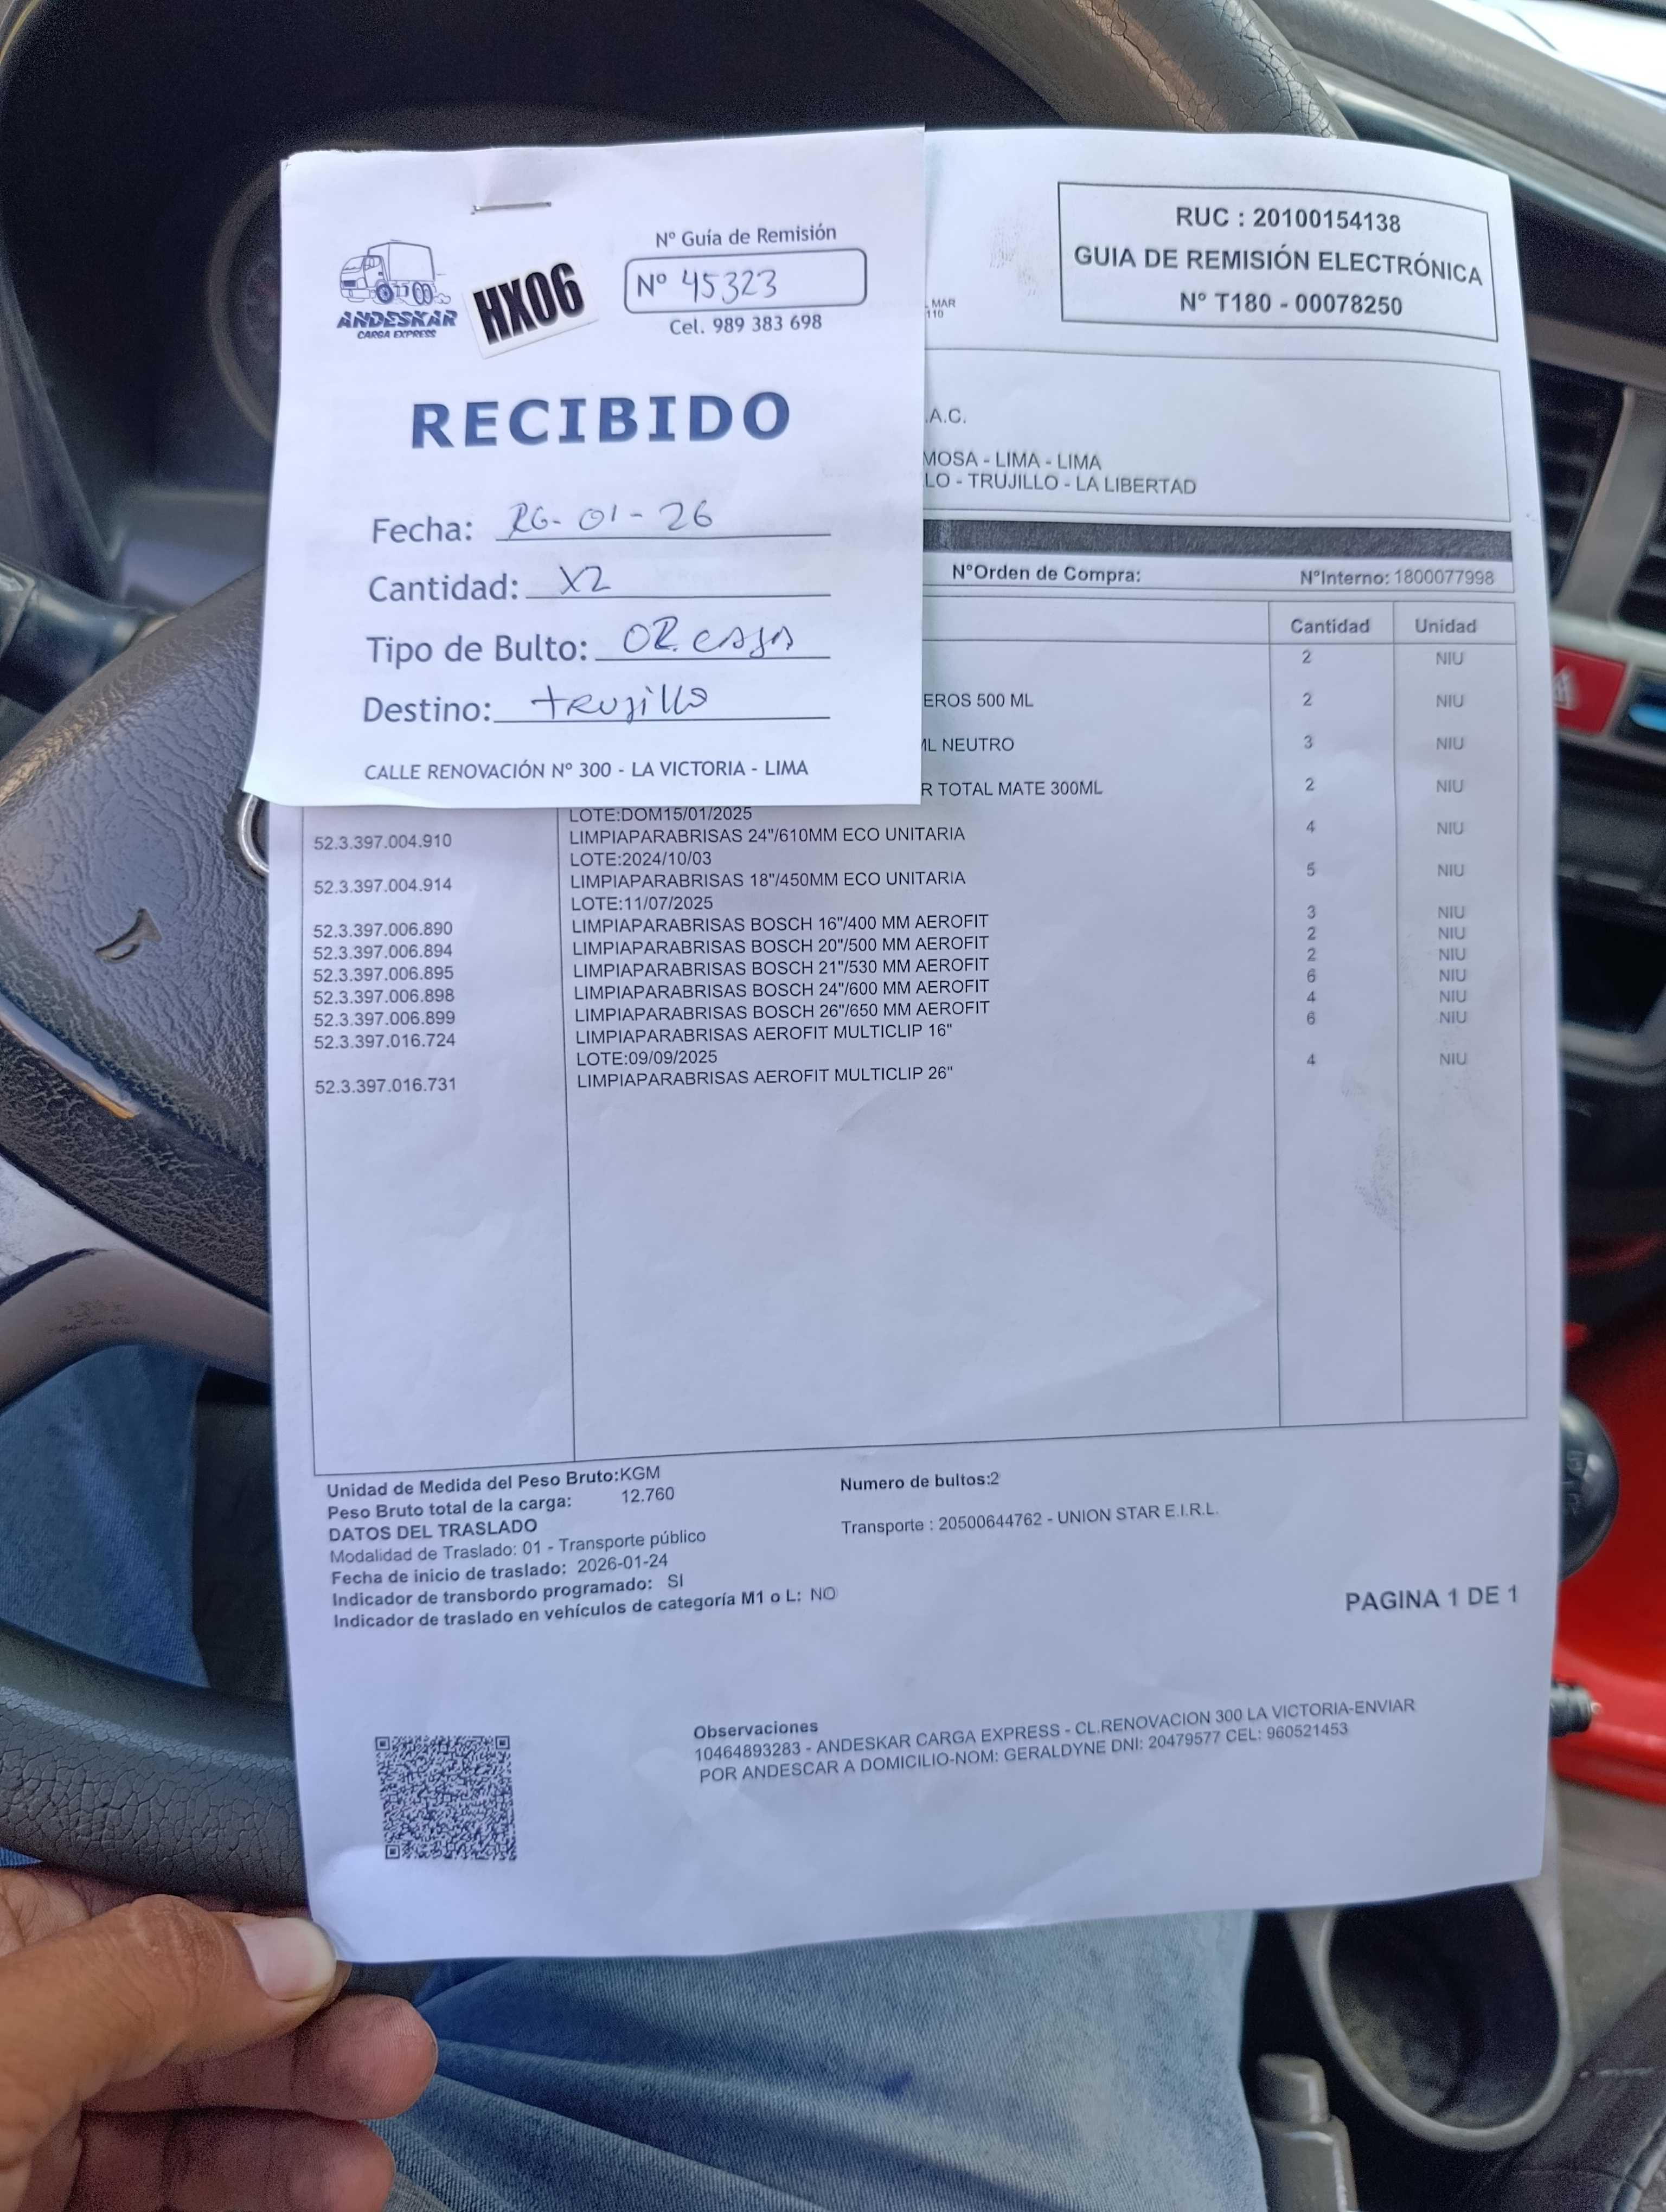 ANDESKAR
CARGA EXPRESS
HX06
Nº Guía de Remisión
Nº 45323
Cel. 989 383 698
RECIBIDO
Fecha: 26-01-26
Cantidad: X2
Tipo de Bulto: 02 caja
Destino: trujillo
CALLE RENOVACIÓN Nº 300 - LA VICTORIA - LIMA
RUC : 20100154138
GUIA DE REMISIÓN ELECTRÓNICA
Nº T180 - 00078250
MAR
110
.A.C.
MOSA - LIMA - LIMA
LO - TRUJILLO - LA LIBERTAD
NºOrden de Compra: NºInterno: 1800077998
Cantidad Unidad
2 NIU
EROS 500 ML 2 NIU
ML NEUTRO 3 NIU
R TOTAL MATE 300ML 2 NIU
LOTE:DOM15/01/2025
52.3.397.004.910 LIMPIAPARABRISAS 24"/610MM ECO UNITARIA 4 NIU
LOTE:2024/10/03
52.3.397.004.914 LIMPIAPARABRISAS 18"/450MM ECO UNITARIA 5 NIU
LOTE:11/07/2025
52.3.397.006.890 LIMPIAPARABRISAS BOSCH 16"/400 MM AEROFIT 3 NIU
52.3.397.006.894 LIMPIAPARABRISAS BOSCH 20"/500 MM AEROFIT 2 NIU
52.3.397.006.895 LIMPIAPARABRISAS BOSCH 21"/530 MM AEROFIT 2 NIU
52.3.397.006.898 LIMPIAPARABRISAS BOSCH 24"/600 MM AEROFIT 6 NIU
52.3.397.006.899 LIMPIAPARABRISAS BOSCH 26"/650 MM AEROFIT 4 NIU
52.3.397.016.724 LIMPIAPARABRISAS AEROFIT MULTICLIP 16" 6 NIU
LOTE:09/09/2025
52.3.397.016.731 LIMPIAPARABRISAS AEROFIT MULTICLIP 26" 4 NIU
Unidad de Medida del Peso Bruto:KGM
Peso Bruto total de la carga: 12.760
Numero de bultos:2
DATOS DEL TRASLADO
Modalidad de Traslado: 01 - Transporte público
Transporte : 20500644762 - UNION STAR E.I.R.L.
Fecha de inicio de traslado: 2026-01-24
Indicador de transbordo programado: SI
Indicador de traslado en vehículos de categoría M1 o L: NO
PAGINA 1 DE 1
Observaciones
10464893283 - ANDESKAR CARGA EXPRESS - CL.RENOVACION 300 LA VICTORIA-ENVIAR
POR ANDESCAR A DOMICILIO-NOM: GERALDYNE DNI: 20479577 CEL: 960521453